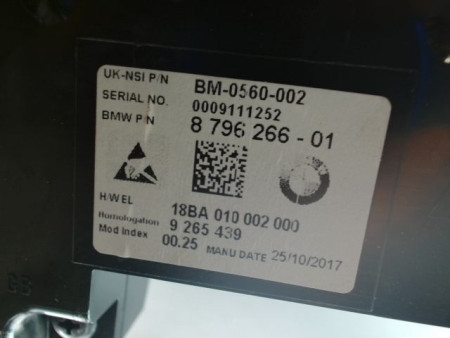 UK-NSI P/N BM-0560-002
SERIAL NO. 0009111252
BMW P/N 8 796 266 - 01
H/W EL 18BA 010 002 000
Homologation 9 265 439
Mod Index 00.25 MANU DATE 25/10/2017